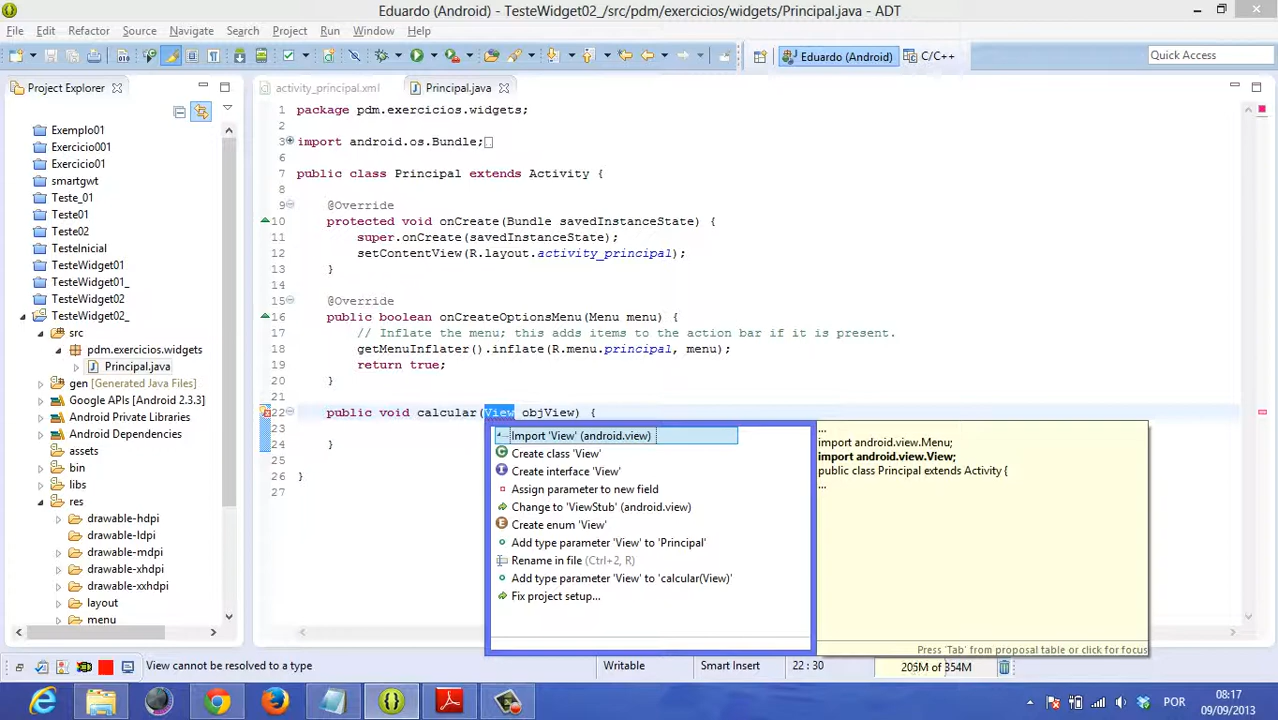 Eduardo (Android) - TesteWidget02_/src/pdm/exercicios/widgets/Principal.java - ADT
File Edit Refactor Source Navigate Search Project Run Window Help
Quick Access
Eduardo (Android)
C/C++
Project Explorer
activity_principal.xml
Principal.java
Exemplo01
Exercicio001
Exercicio01
smartgwt
Teste_01
Teste01
Teste02
TesteInicial
TesteWidget01
TesteWidget01_
TesteWidget02
TesteWidget02_
src
pdm.exercicios.widgets
Principal.java
gen [Generated Java Files]
Google APIs [Android 2.3.3]
Android Private Libraries
Android Dependencies
assets
bin
libs
res
drawable-hdpi
drawable-ldpi
drawable-mdpi
drawable-xhdpi
drawable-xxhdpi
layout
menu
1 package pdm.exercicios.widgets;
2
3 import android.os.Bundle;
6
7 public class Principal extends Activity {
8
9 @Override
10 protected void onCreate(Bundle savedInstanceState) {
11 super.onCreate(savedInstanceState);
12 setContentView(R.layout.activity_principal);
13 }
14
15 @Override
16 public boolean onCreateOptionsMenu(Menu menu) {
17 // Inflate the menu; this adds items to the action bar if it is present.
18 getMenuInflater().inflate(R.menu.principal, menu);
19 return true;
20 }
21
22 public void calcular(View objView) {
23
24 }
25
26 }
27
Import 'View' (android.view)
Create class 'View'
Create interface 'View'
Assign parameter to new field
Change to 'ViewStub' (android.view)
Create enum 'View'
Add type parameter 'View' to 'Principal'
Rename in file (Ctrl+2, R)
Add type parameter 'View' to 'calcular(View)'
Fix project setup...
...
import android.view.Menu;
import android.view.View;
public class Principal extends Activity {
...
Press 'Tab' from proposal table or click for focus
View cannot be resolved to a type
Writable
Smart Insert
22 : 30
205M of 354M
POR
08:17
09/09/2013